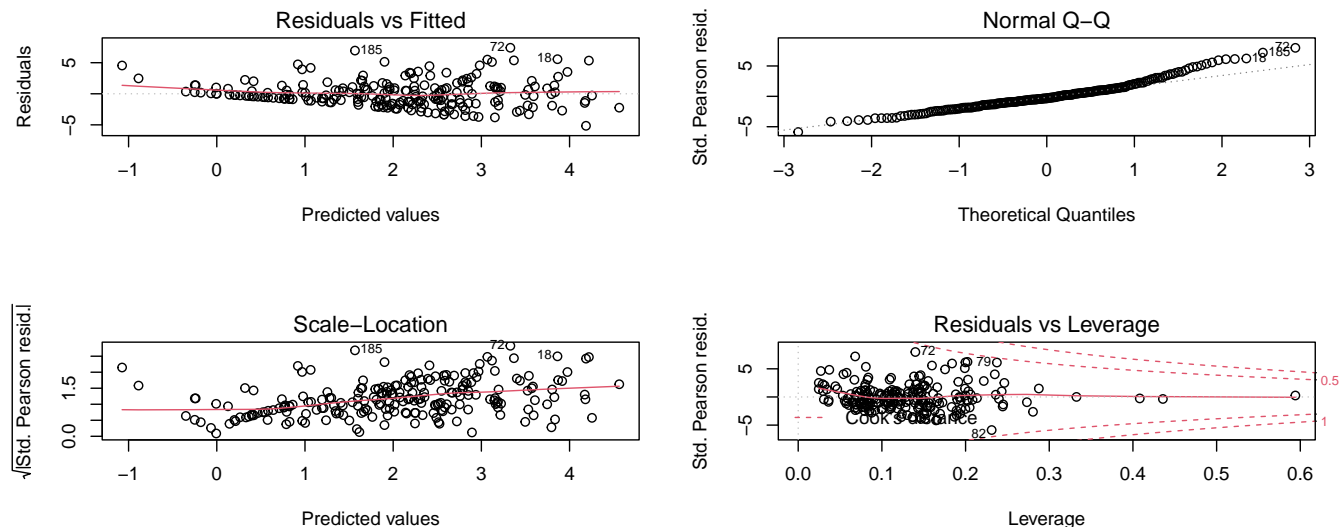 Residuals vs Fitted
Residuals
5
−5
185
72
18
−1 0 1 2 3 4
Predicted values
Normal Q−Q
Std. Pearson resid.
5
−5
72
185
18
−3 −2 −1 0 1 2 3
Theoretical Quantiles
Scale−Location
√|Std. Pearson resid.|
1.5
0.0
185
72
18
−1 0 1 2 3 4
Predicted values
Residuals vs Leverage
Std. Pearson resid.
5
0
−5
72
79
82
0.5
1
Cook's distance
0.0 0.1 0.2 0.3 0.4 0.5 0.6
Leverage